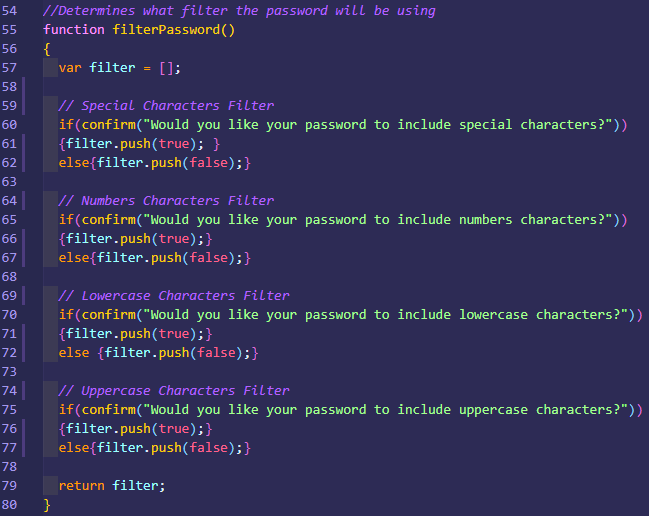 54 //Determines what filter the password will be using
55 function filterPassword()
56 {
57 var filter = [];
58
59 // Special Characters Filter
60 if(confirm("Would you like your password to include special characters?"))
61 {filter.push(true); }
62 else{filter.push(false);}
63
64 // Numbers Characters Filter
65 if(confirm("Would you like your password to include numbers characters?"))
66 {filter.push(true);}
67 else{filter.push(false);}
68
69 // Lowercase Characters Filter
70 if(confirm("Would you like your password to include lowercase characters?"))
71 {filter.push(true);}
72 else {filter.push(false);}
73
74 // Uppercase Characters Filter
75 if(confirm("Would you like your password to include uppercase characters?"))
76 {filter.push(true);}
77 else{filter.push(false);}
78
79 return filter;
80 }